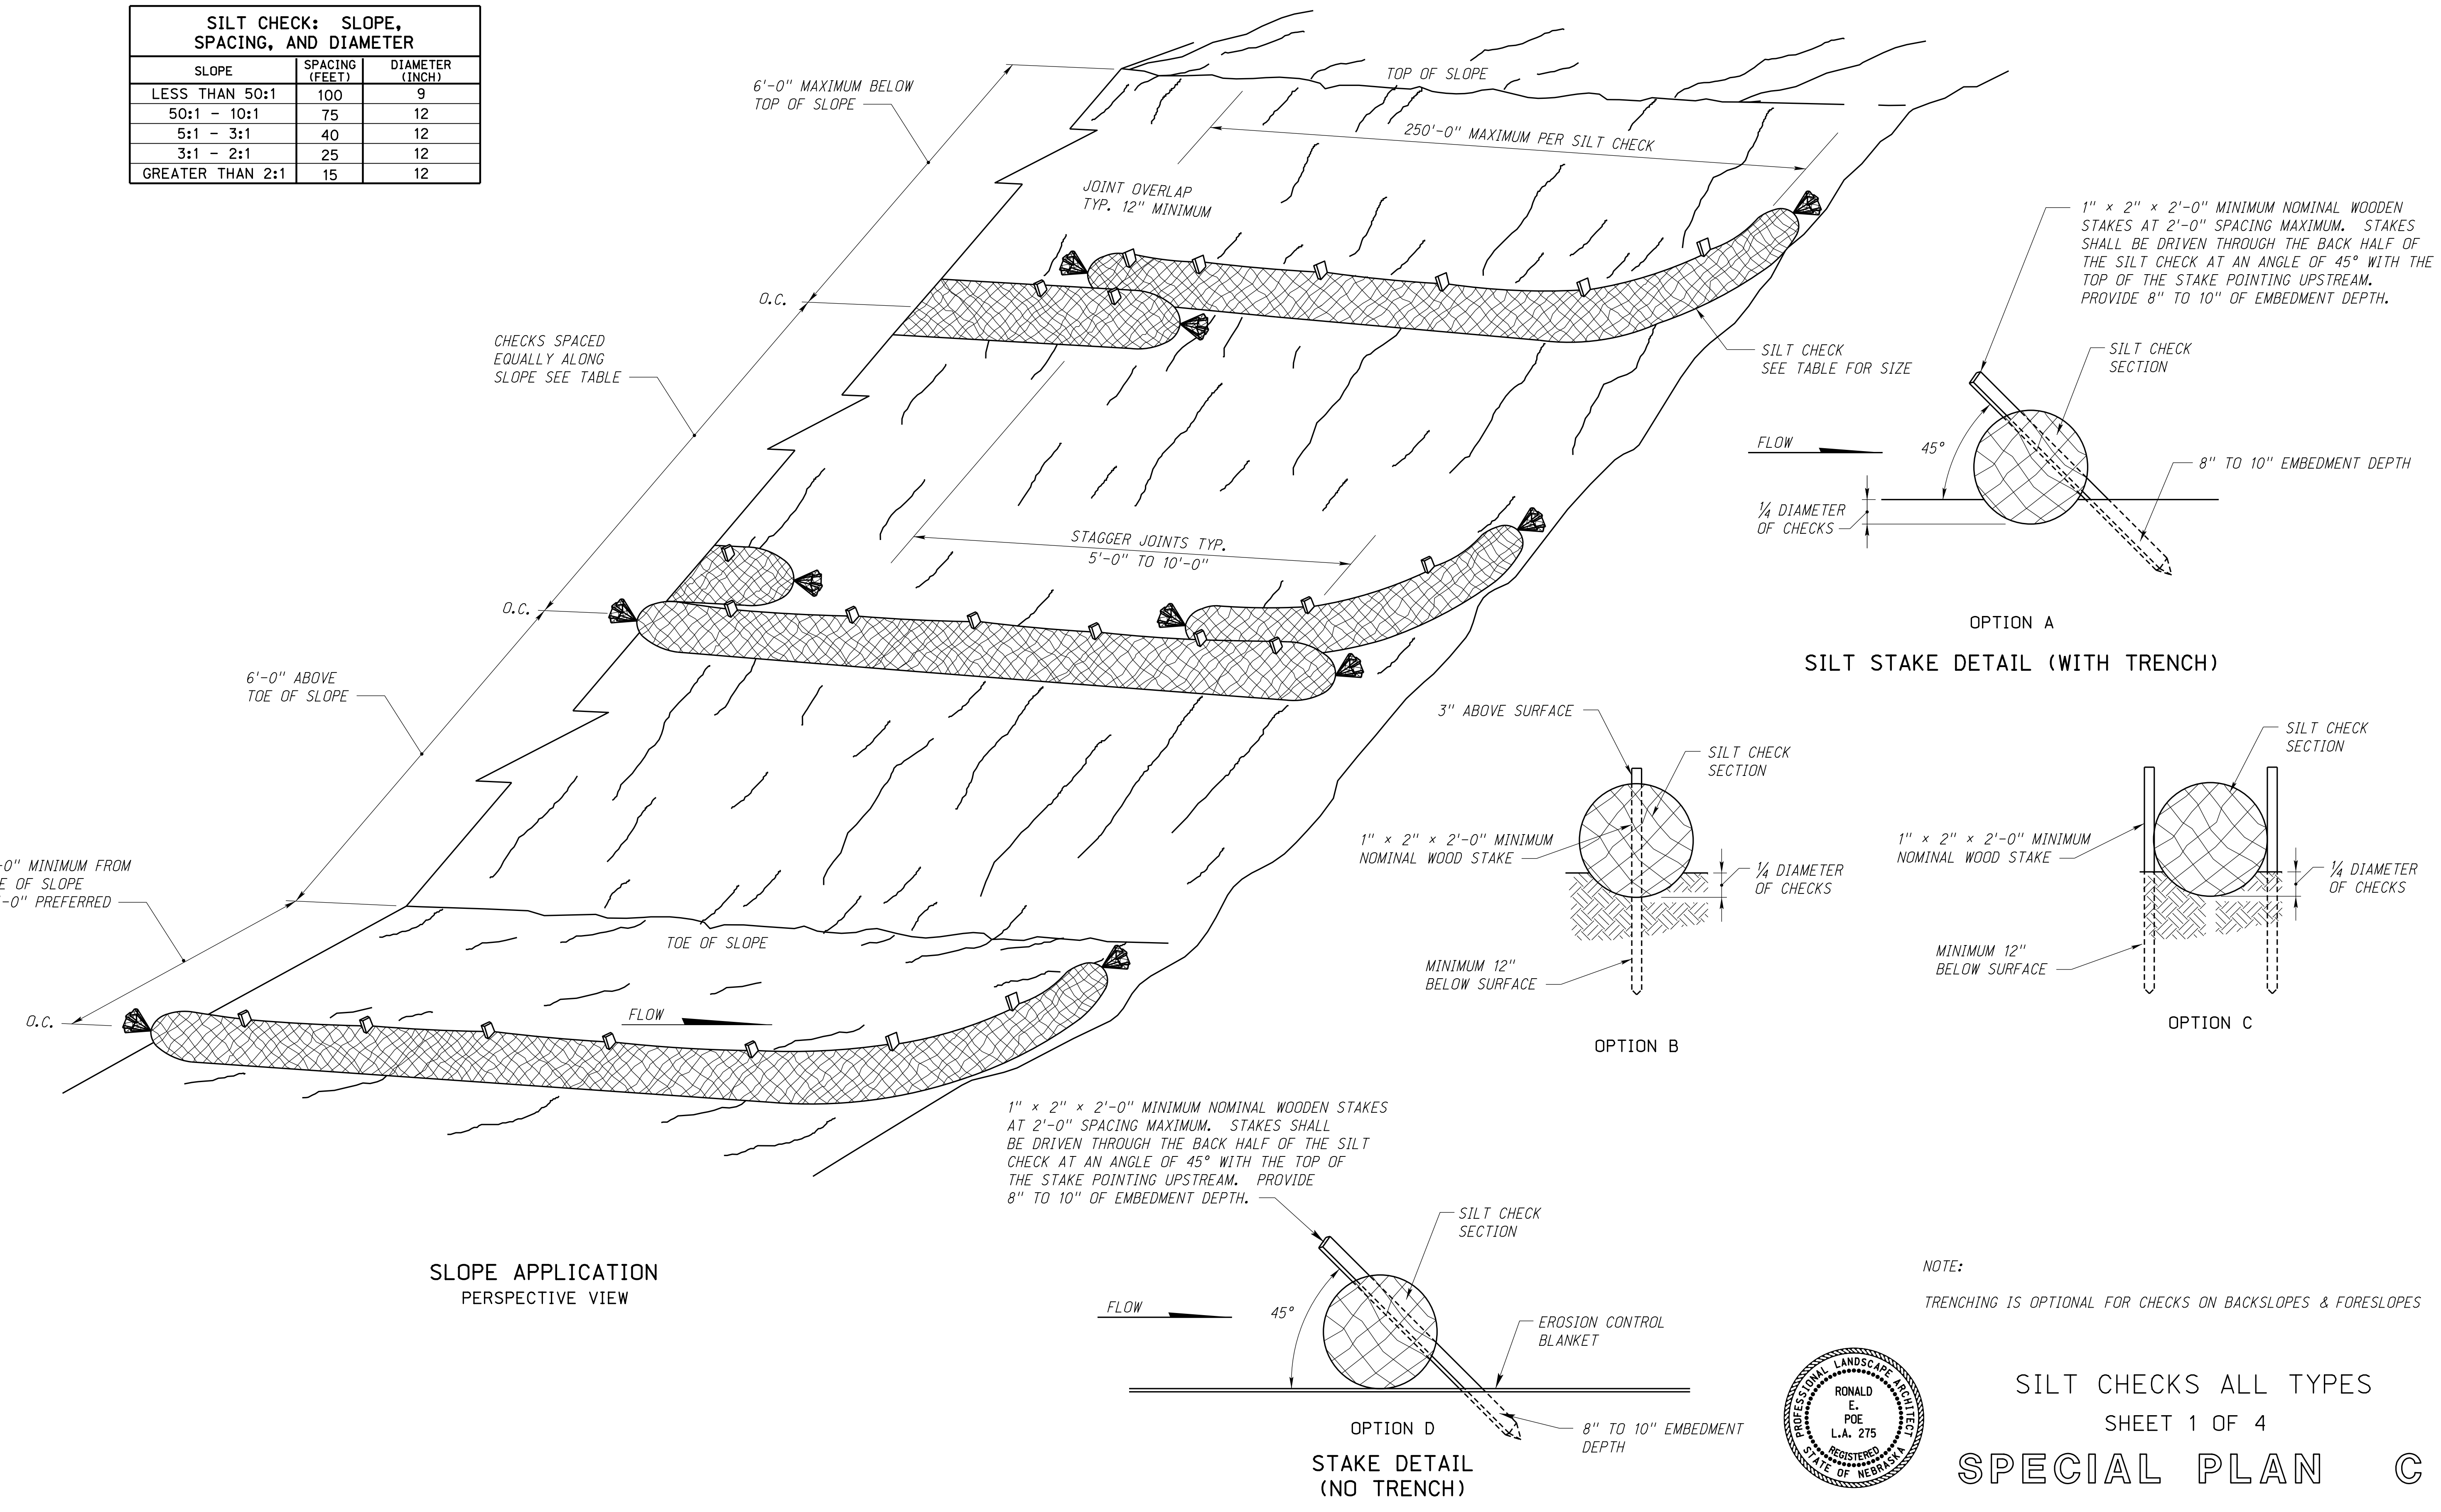 SILT CHECK: SLOPE,
SPACING, AND DIAMETER
SLOPE SPACING (FEET) DIAMETER (INCH)
LESS THAN 50:1 100 9
50:1 - 10:1 75 12
5:1 - 3:1 40 12
3:1 - 2:1 25 12
GREATER THAN 2:1 15 12
6'-0" MAXIMUM BELOW
TOP OF SLOPE
TOP OF SLOPE
250'-0" MAXIMUM PER SILT CHECK
JOINT OVERLAP
TYP. 12" MINIMUM
O.C.
CHECKS SPACED
EQUALLY ALONG
SLOPE SEE TABLE
SILT CHECK
SEE TABLE FOR SIZE
STAGGER JOINTS TYP.
5'-0" TO 10'-0"
O.C.
6'-0" ABOVE
TOE OF SLOPE
-0" MINIMUM FROM
E OF SLOPE
-0" PREFERRED
TOE OF SLOPE
O.C.
FLOW
SLOPE APPLICATION
PERSPECTIVE VIEW
1" × 2" × 2'-0" MINIMUM NOMINAL WOODEN
STAKES AT 2'-0" SPACING MAXIMUM. STAKES
SHALL BE DRIVEN THROUGH THE BACK HALF OF
THE SILT CHECK AT AN ANGLE OF 45° WITH THE
TOP OF THE STAKE POINTING UPSTREAM.
PROVIDE 8" TO 10" OF EMBEDMENT DEPTH.
SILT CHECK
SECTION
FLOW
45°
8" TO 10" EMBEDMENT DEPTH
¼ DIAMETER
OF CHECKS
OPTION A
SILT STAKE DETAIL (WITH TRENCH)
3" ABOVE SURFACE
SILT CHECK
SECTION
1" × 2" × 2'-0" MINIMUM
NOMINAL WOOD STAKE
¼ DIAMETER
OF CHECKS
MINIMUM 12"
BELOW SURFACE
OPTION B
SILT CHECK
SECTION
1" × 2" × 2'-0" MINIMUM
NOMINAL WOOD STAKE
¼ DIAMETER
OF CHECKS
MINIMUM 12"
BELOW SURFACE
OPTION C
1" × 2" × 2'-0" MINIMUM NOMINAL WOODEN STAKES
AT 2'-0" SPACING MAXIMUM. STAKES SHALL
BE DRIVEN THROUGH THE BACK HALF OF THE SILT
CHECK AT AN ANGLE OF 45° WITH THE TOP OF
THE STAKE POINTING UPSTREAM. PROVIDE
8" TO 10" OF EMBEDMENT DEPTH.
SILT CHECK
SECTION
FLOW
45°
EROSION CONTROL
BLANKET
8" TO 10" EMBEDMENT
DEPTH
OPTION D
STAKE DETAIL
(NO TRENCH)
NOTE:
TRENCHING IS OPTIONAL FOR CHECKS ON BACKSLOPES & FORESLOPES
PROFESSIONAL LANDSCAPE ARCHITECT
RONALD
E.
POE
L.A. 275
REGISTERED
STATE OF NEBRASKA
SILT CHECKS ALL TYPES
SHEET 1 OF 4
SPECIAL PLAN C